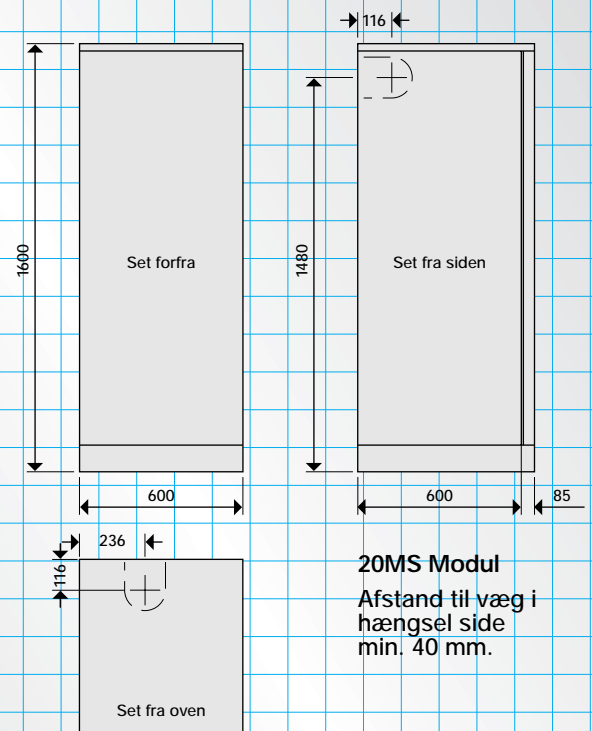 116
1600
Set forfra
1480
Set fra siden
600
600
85
236
116
20MS Modul
Afstand til væg i
hængsel side
min. 40 mm.
Set fra oven